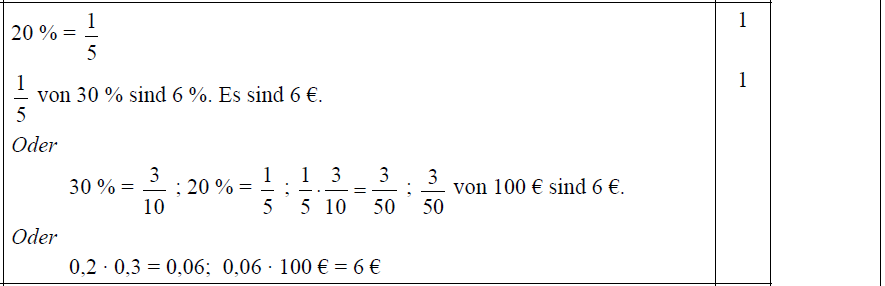 20 % = 1/5 1
1/5 von 30 % sind 6 %. Es sind 6 €. 1
Oder
30 % = 3/10 ; 20 % = 1/5 ; 1/5 · 3/10 = 3/50 ; 3/50 von 100 € sind 6 €.
Oder
0,2 · 0,3 = 0,06; 0,06 · 100 € = 6 €